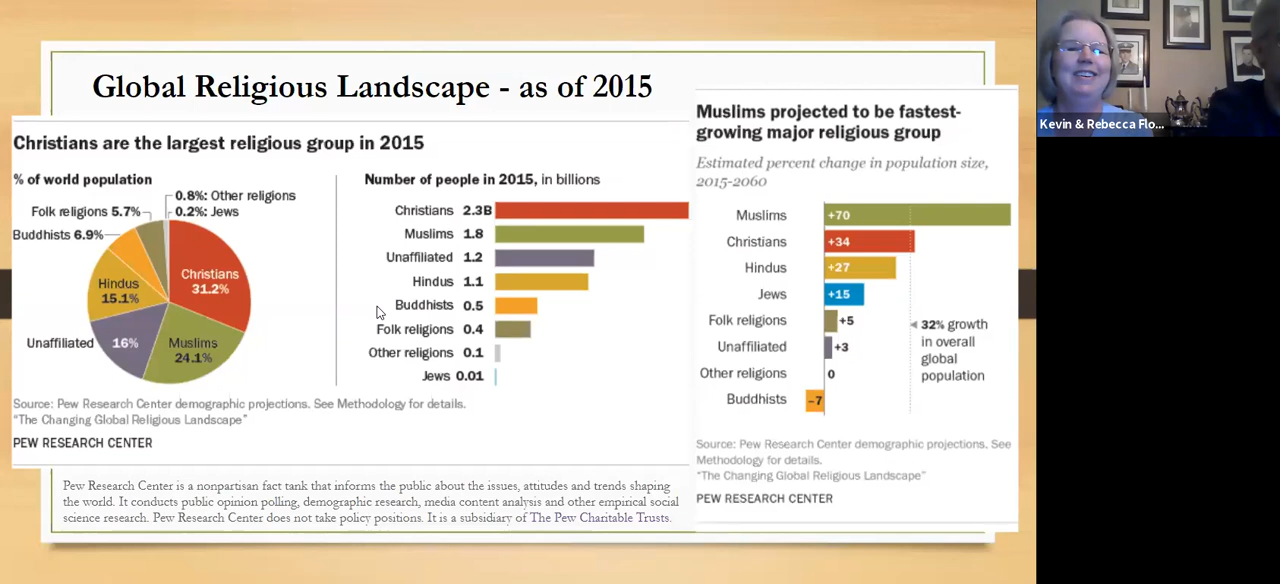 Global Religious Landscape - as of 2015
Christians are the largest religious group in 2015
% of world population
0.8%: Other religions
Folk religions 5.7%
0.2%: Jews
Buddhists 6.9%
Christians
31.2%
Hindus
15.1%
Unaffiliated
16%
Muslims
24.1%
Number of people in 2015, in billions
Christians 2.3B
Muslims 1.8
Unaffiliated 1.2
Hindus 1.1
Buddhists 0.5
Folk religions 0.4
Other religions 0.1
Jews 0.01
Source: Pew Research Center demographic projections. See Methodology for details.
"The Changing Global Religious Landscape"
PEW RESEARCH CENTER
Pew Research Center is a nonpartisan fact tank that informs the public about the issues, attitudes and trends shaping
the world. It conducts public opinion polling, demographic research, media content analysis and other empirical social
science research. Pew Research Center does not take policy positions. It is a subsidiary of The Pew Charitable Trusts.
Muslims projected to be fastest-
growing major religious group
Estimated percent change in population size,
2015-2060
Muslims +70
Christians +34
Hindus +27
Jews +15
Folk religions +5
Unaffiliated +3
Other religions 0
Buddhists -7
32% growth
in overall
global
population
Source: Pew Research Center demographic projections. See
Methodology for details.
"The Changing Global Religious Landscape"
PEW RESEARCH CENTER
Kevin & Rebecca Flo...